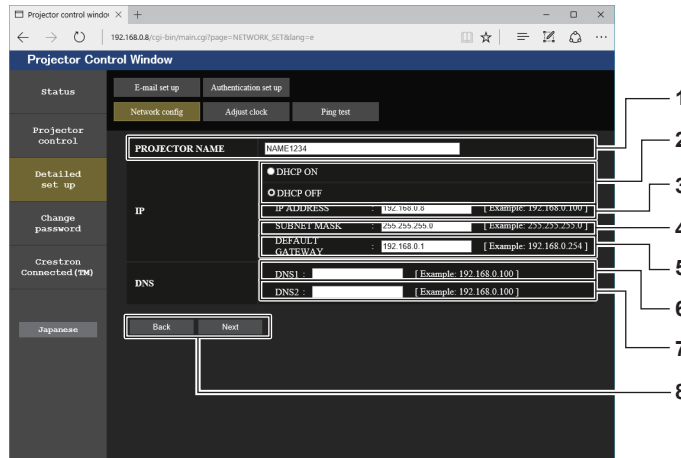 Projector control windov
192.168.0.8/cgi-bin/main.cgi?page=NETWORK_SET&lang=e
Projector Control Window
Status
E-mail set up
Authentication set up
Network config
Adjust clock
Ping test
Projector
control
Detailed
set up
Change
password
Crestron
Connected(TM)
Japanese
PROJECTOR NAME
NAME1234
IP
DHCP ON
DHCP OFF
IP ADDRESS : 192.168.0.8 [ Example: 192.168.0.100 ]
SUBNET MASK : 255.255.255.0 [ Example: 255.255.255.0 ]
DEFAULT
GATEWAY : 192.168.0.1 [ Example: 192.168.0.254 ]
DNS
DNS1 : [ Example: 192.168.0.100 ]
DNS2 : [ Example: 192.168.0.100 ]
Back
Next
1
2
3
4
5
6
7
8